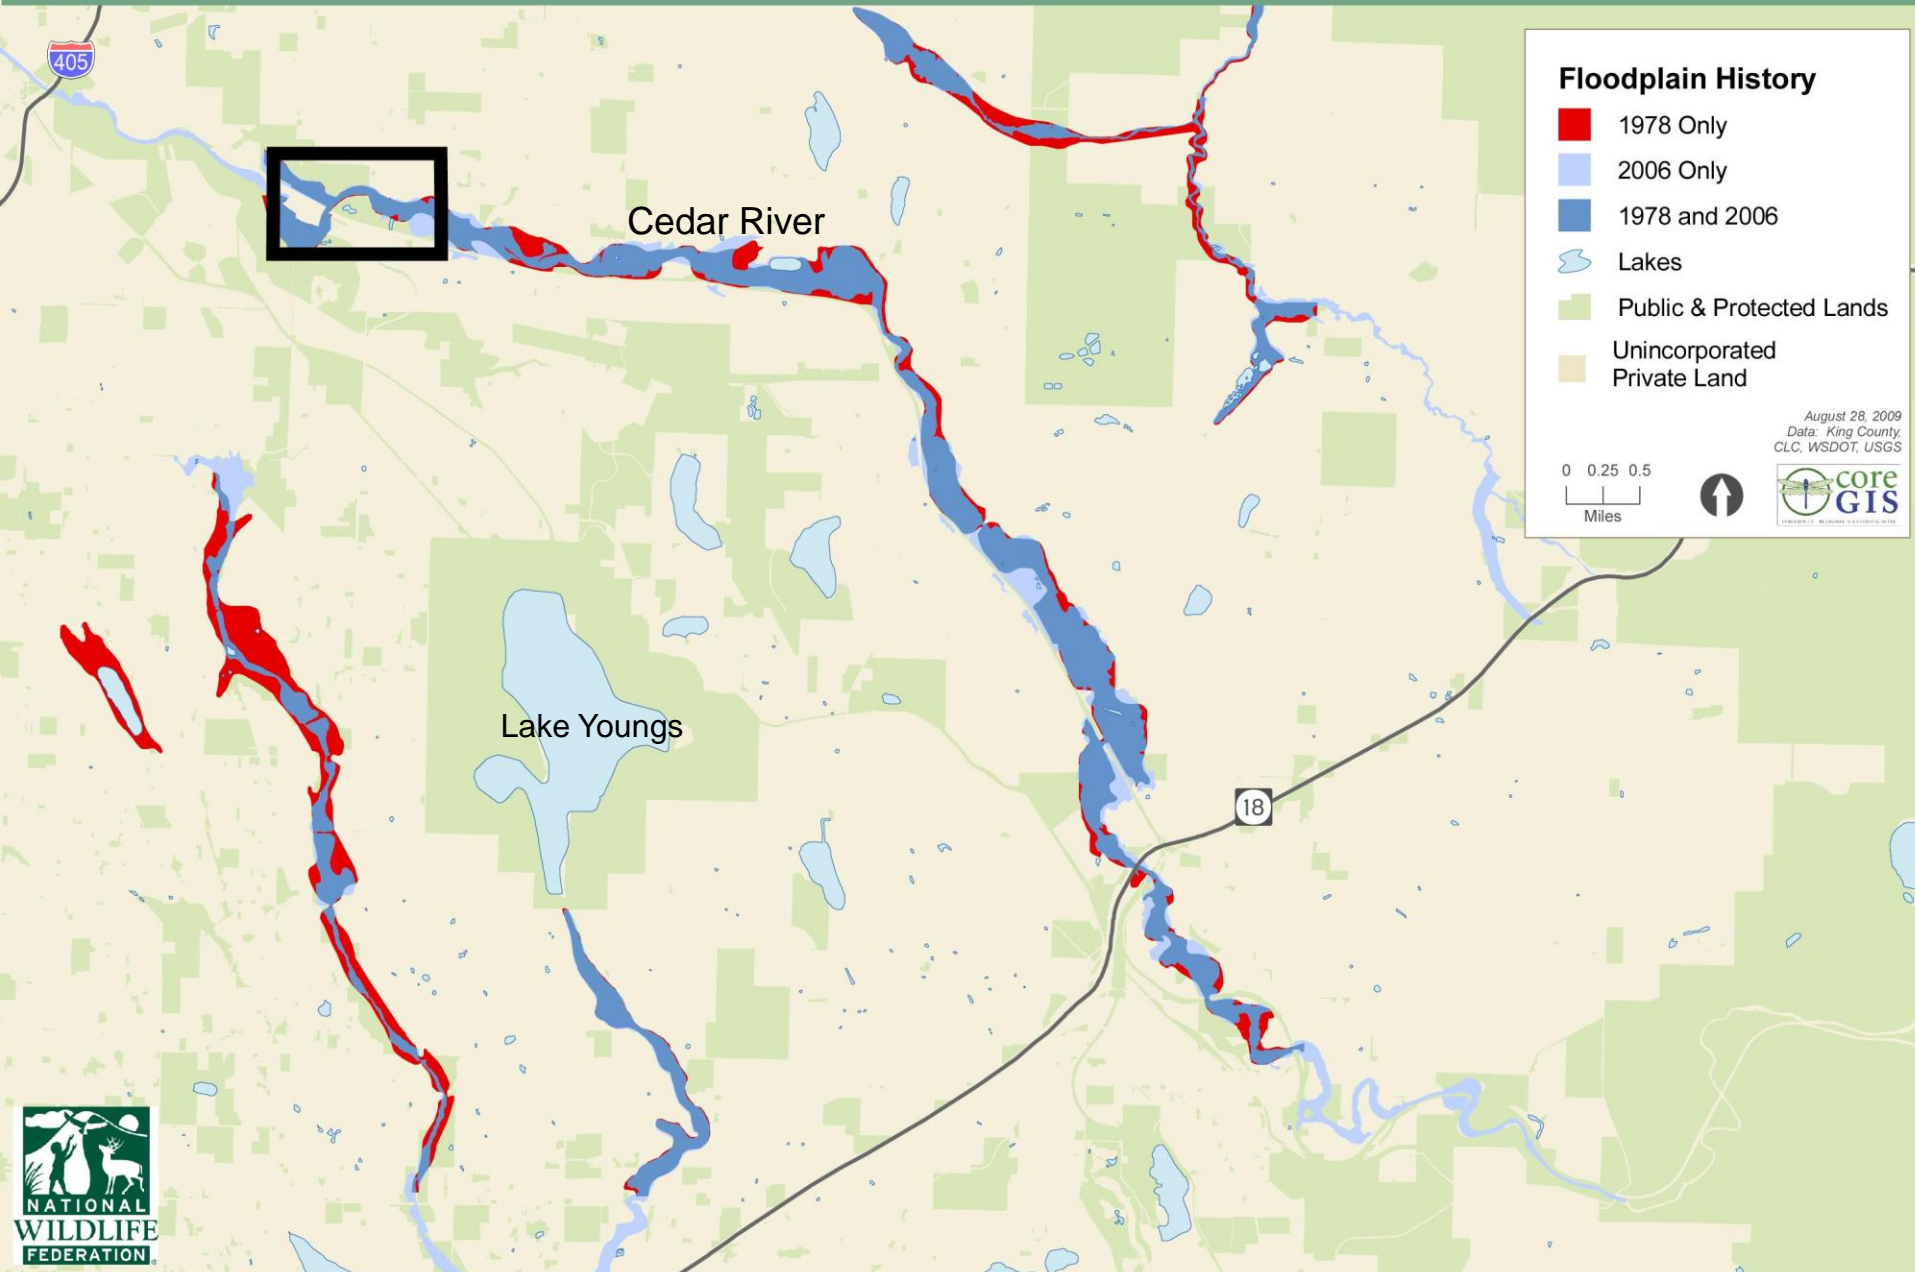 405
Cedar River
Lake Youngs
18
Floodplain History
1978 Only
2006 Only
1978 and 2006
Lakes
Public & Protected Lands
Unincorporated
Private Land
August 28, 2009
Data: King County,
CLC, WSDOT, USGS
0 0.25 0.5
Miles
core
GIS
NATIONAL
WILDLIFE
FEDERATION